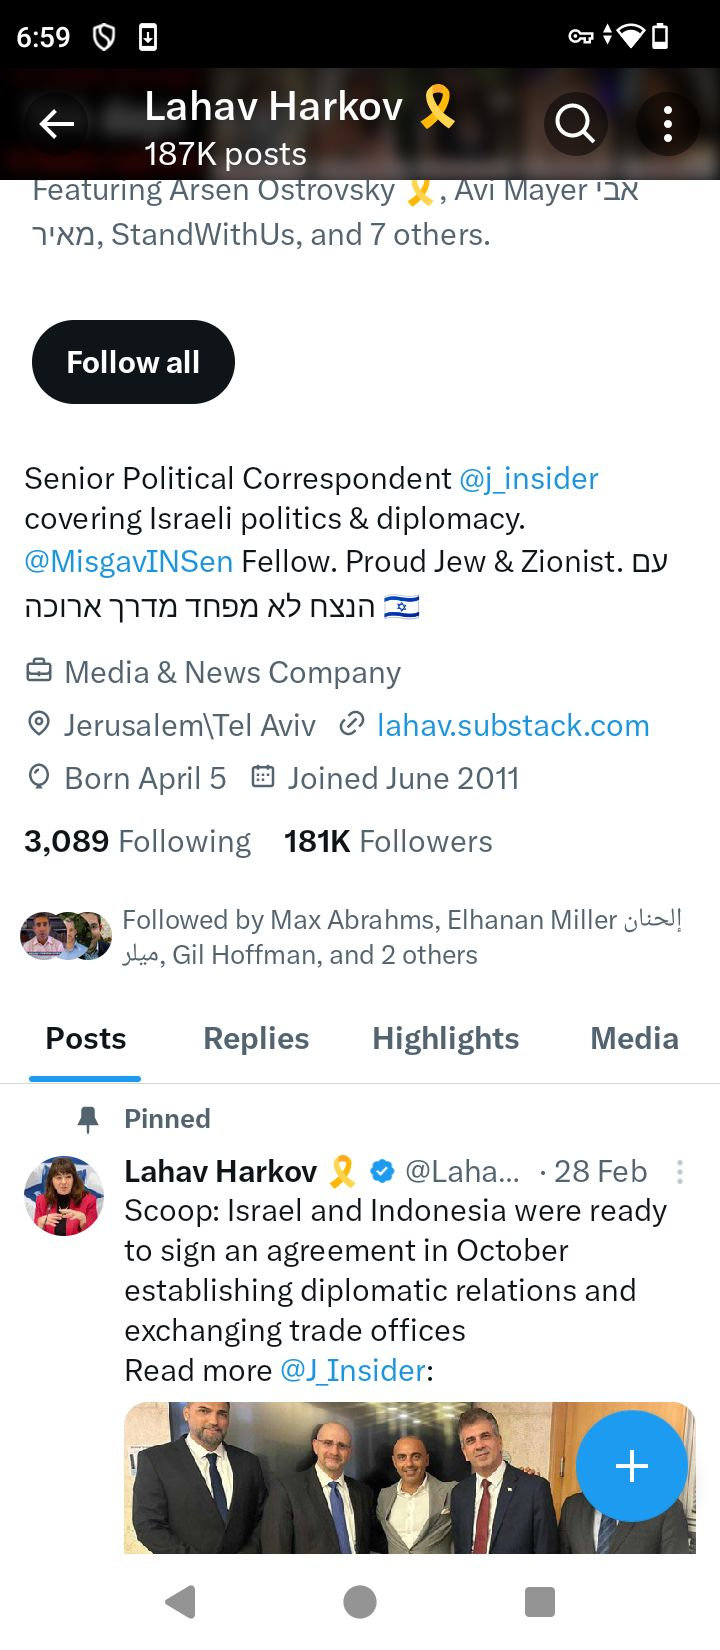 6:59
Lahav Harkov 🎗️
187K posts
Featuring Arsen Ostrovsky 🎗️, Avi Mayer אבי
מאיר, StandWithUs, and 7 others.
Follow all
Senior Political Correspondent @j_insider
covering Israeli politics & diplomacy.
@MisgavINSen Fellow. Proud Jew & Zionist. עם
הנצח לא מפחד מדרך ארוכה 🇮🇱
Media & News Company
Jerusalem\Tel Aviv lahav.substack.com
Born April 5 Joined June 2011
3,089 Following 181K Followers
Followed by Max Abrahms, Elhanan Miller إلحنان
ميلر, Gil Hoffman, and 2 others
Posts Replies Highlights Media
Pinned
Lahav Harkov 🎗️ @Laha... · 28 Feb
Scoop: Israel and Indonesia were ready
to sign an agreement in October
establishing diplomatic relations and
exchanging trade offices
Read more @J_Insider: